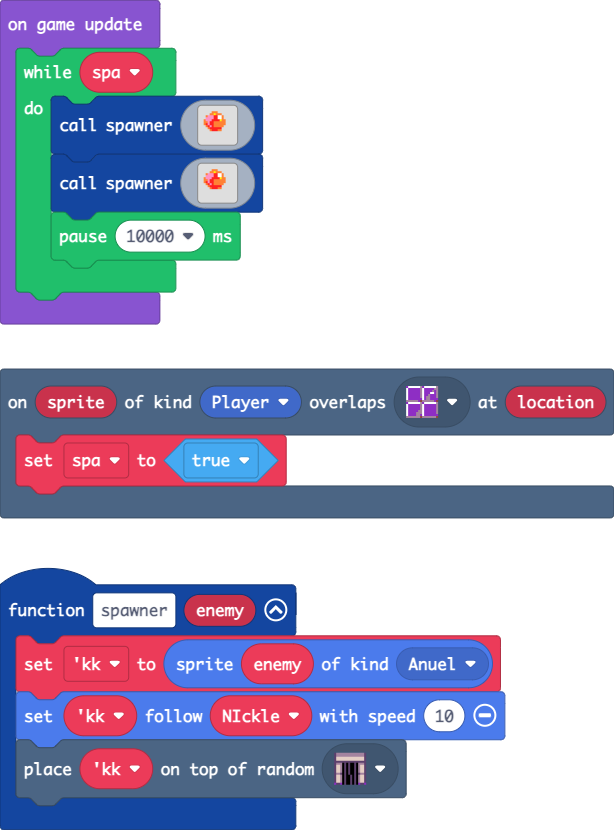 on game update
while spa
do
call spawner
call spawner
pause 10000 ms
on sprite of kind Player overlaps at location
set spa to true
function spawner enemy
set 'kk to sprite enemy of kind Anuel
set 'kk follow NIckle with speed 10
place 'kk on top of random